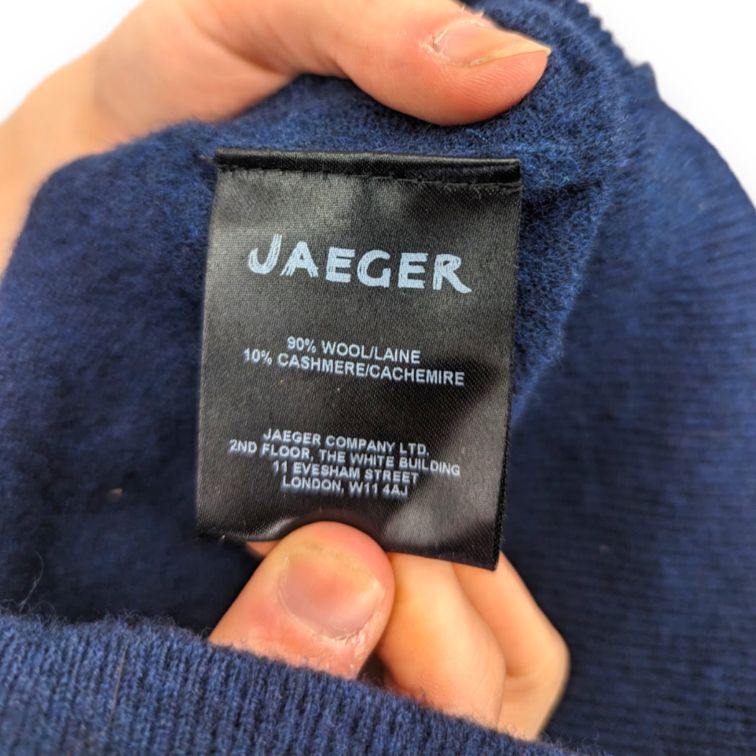 JAEGER
90% WOOL/LAINE
10% CASHMERE/CACHEMIRE
JAEGER COMPANY LTD.
2ND FLOOR, THE WHITE BUILDING
11 EVESHAM STREET
LONDON, W11 4AJ